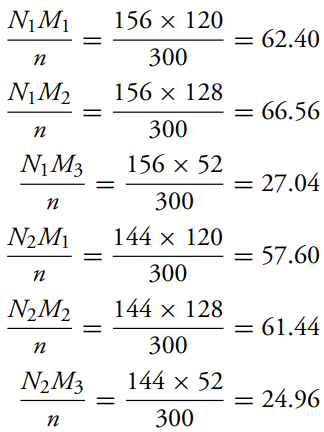 N₁M₁/n = 156 × 120/300 = 62.40
N₁M₂/n = 156 × 128/300 = 66.56
N₁M₃/n = 156 × 52/300 = 27.04
N₂M₁/n = 144 × 120/300 = 57.60
N₂M₂/n = 144 × 128/300 = 61.44
N₂M₃/n = 144 × 52/300 = 24.96